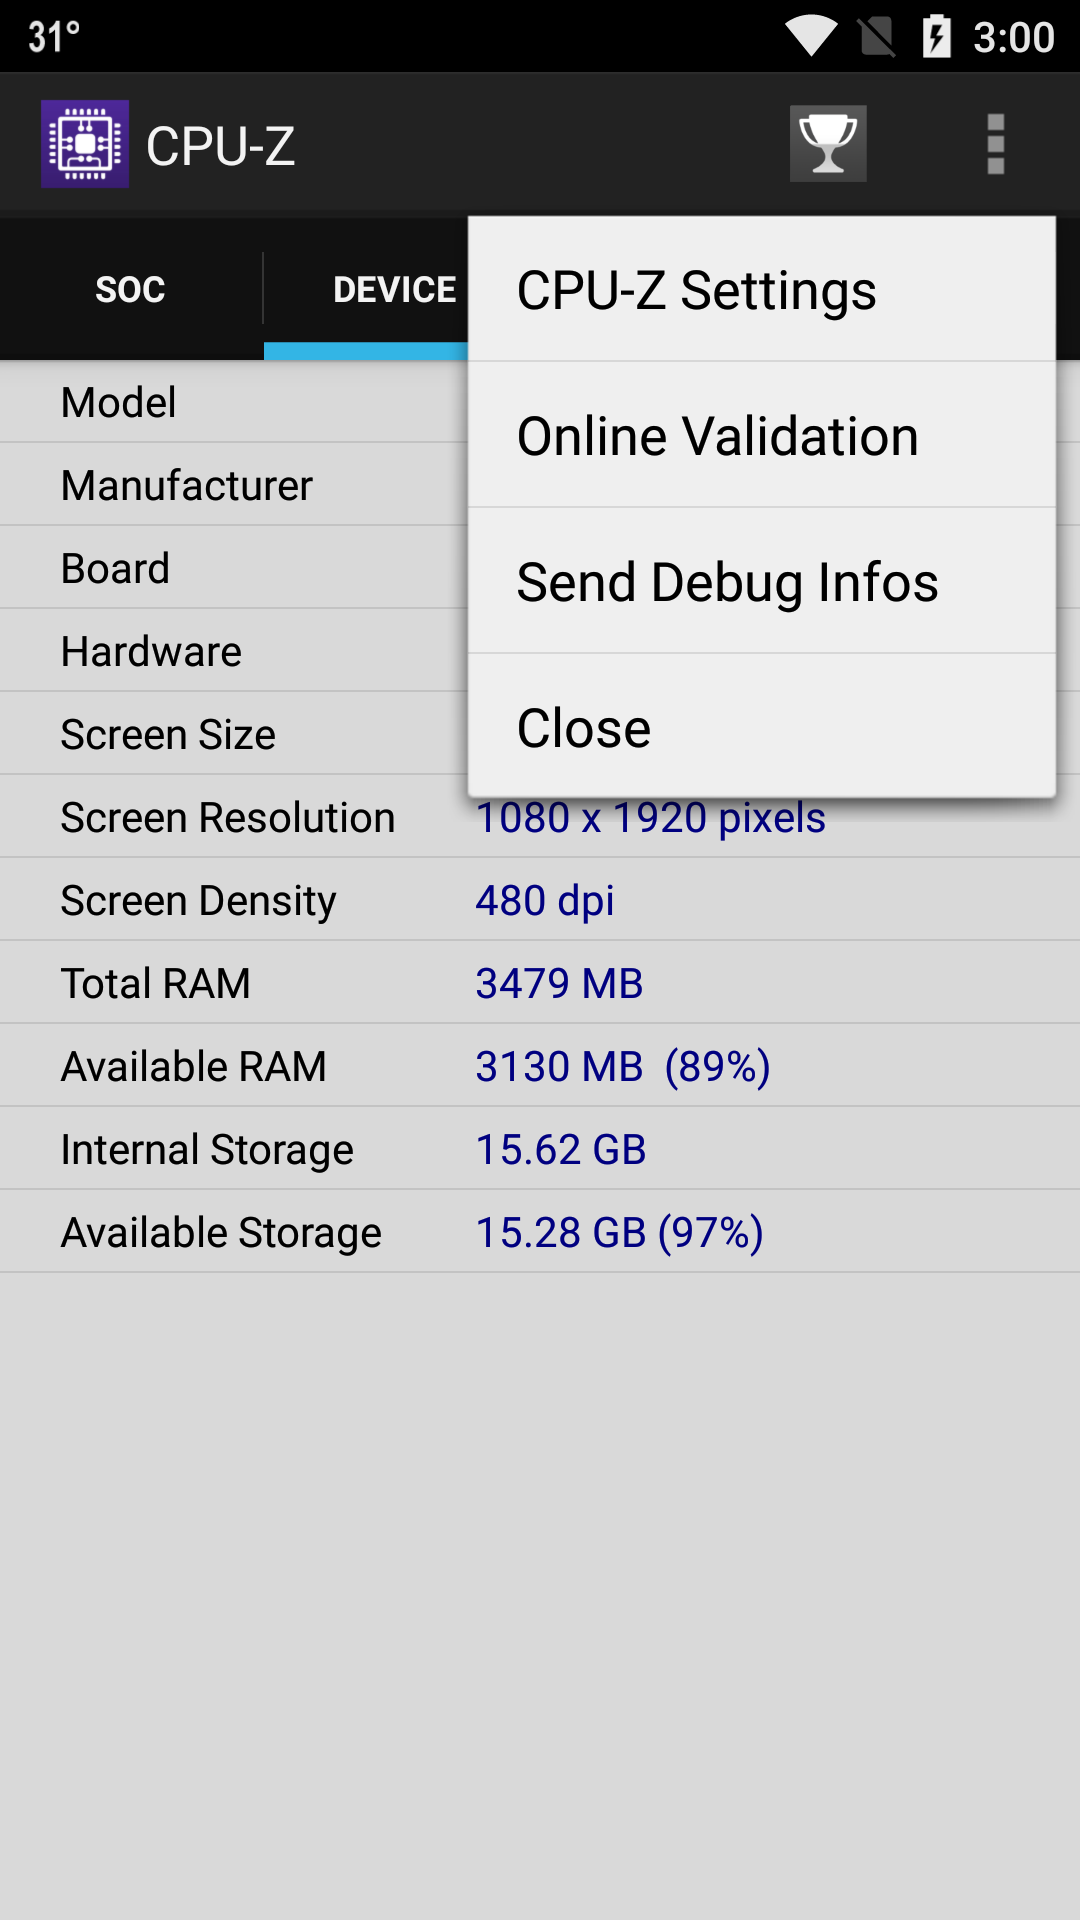 31°
3:00
CPU-Z
SOC
DEVICE
CPU-Z Settings
Online Validation
Send Debug Infos
Close
Model
Manufacturer
Board
Hardware
Screen Size
Screen Resolution 1080 x 1920 pixels
Screen Density 480 dpi
Total RAM 3479 MB
Available RAM 3130 MB (89%)
Internal Storage 15.62 GB
Available Storage 15.28 GB (97%)